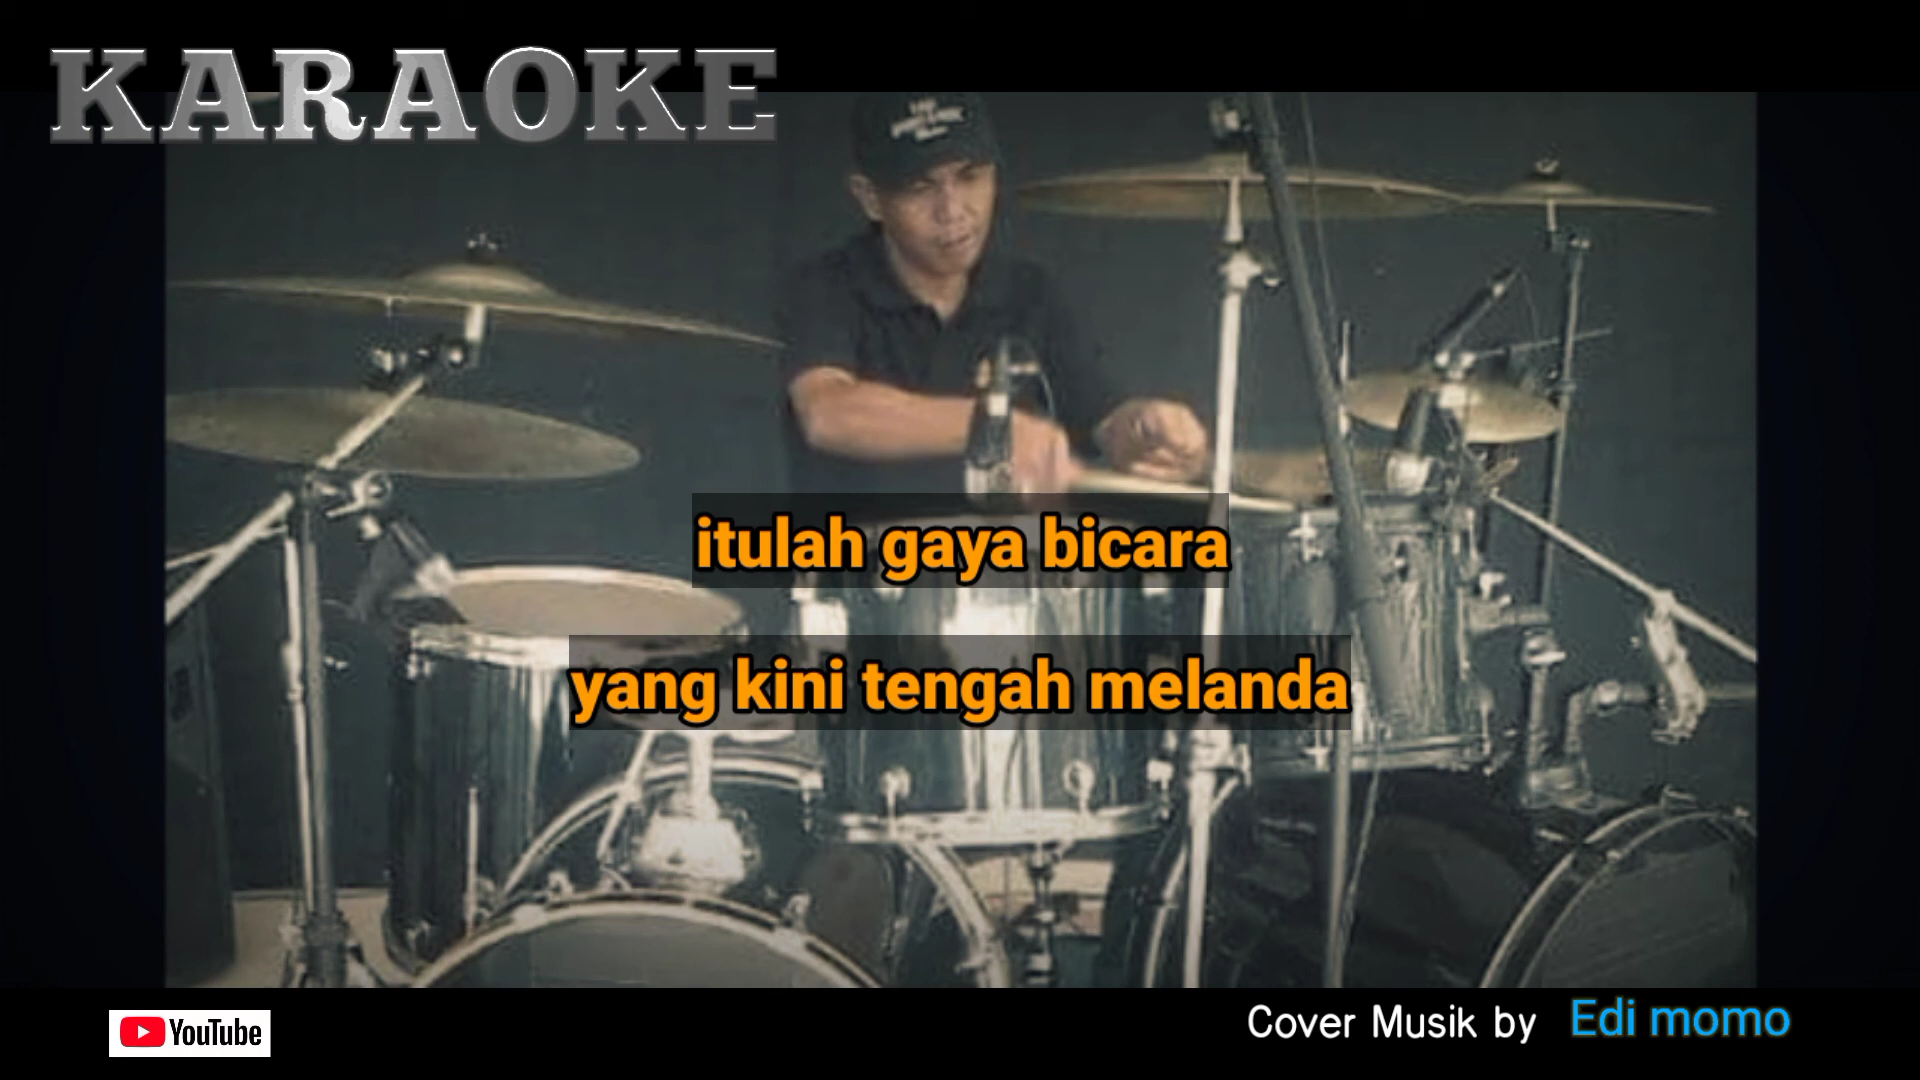 KARAOKE
itulah gaya bicara
yang kini tengah melanda
YouTube
Cover Musik by Edi momo